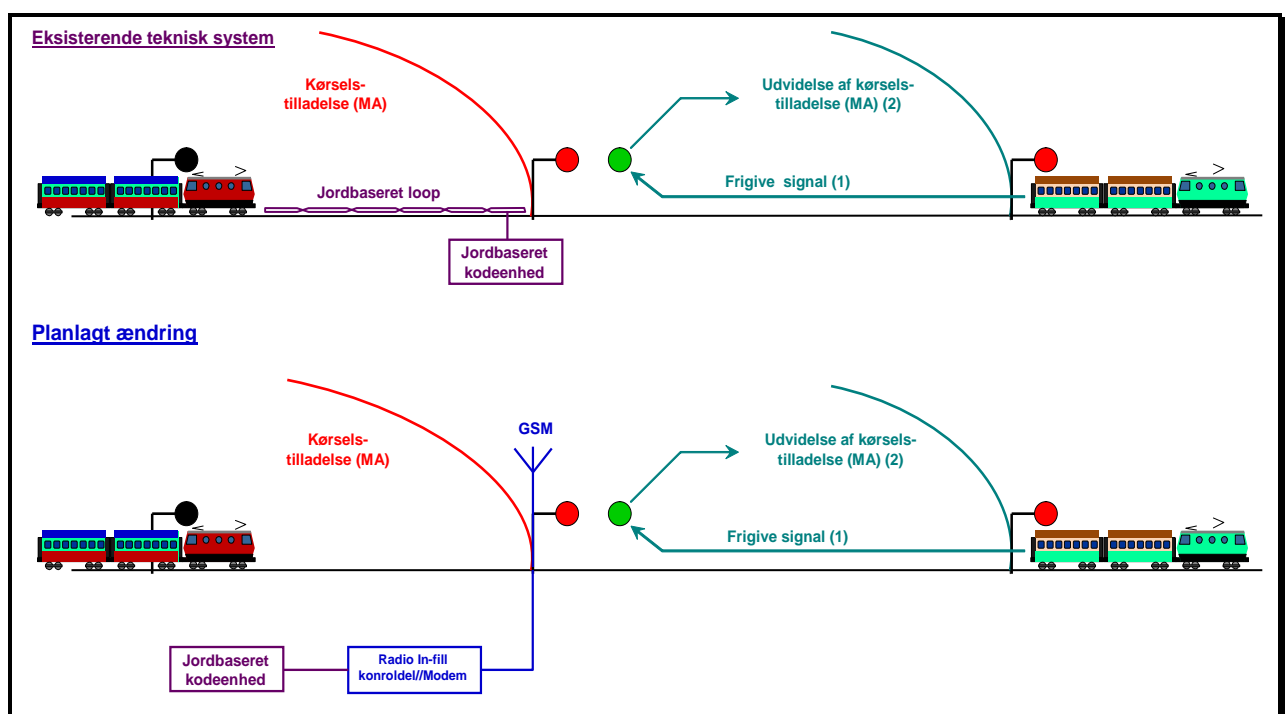 Eksisterende teknisk system
Kørsels-
tilladelse (MA)
Udvidelse af kørsels-
tilladelse (MA) (2)
Frigive signal (1)
Jordbaseret loop
Jordbaseret
kodeenhed
Planlagt ændring
Kørsels-
tilladelse (MA)
GSM
Udvidelse af kørsels-
tilladelse (MA) (2)
Frigive signal (1)
Jordbaseret
kodeenhed
Radio In-fill
konroldel//Modem